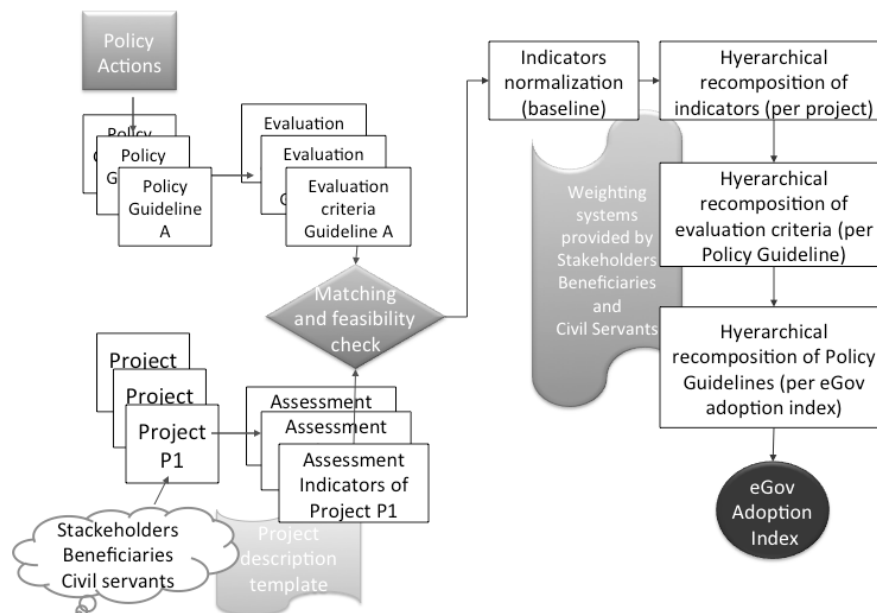 Policy
Actions
Policy
Policy
G
Policy
Guideline
A
Evaluation
Evaluation
Evaluation
criteria
Guideline A
Matching
and feasibility
check
Project
Project
Project
P1
Assessment
Assessment
Assessment
Indicators of
Project P1
Stackeholders
Beneficiaries
Civil servants
Project
description
template
Indicators
normalization
(baseline)
Hyerarchical
recomposition of
indicators (per project)
Weighting
systems
provided by
Stakeholders
Beneficiaries
and
Civil Servants
Hyerarchical
recomposition of
evaluation criteria (per
Policy Guideline)
Hyerarchical
recomposition of Policy
Guidelines (per eGov
adoption index)
eGov
Adoption
Index